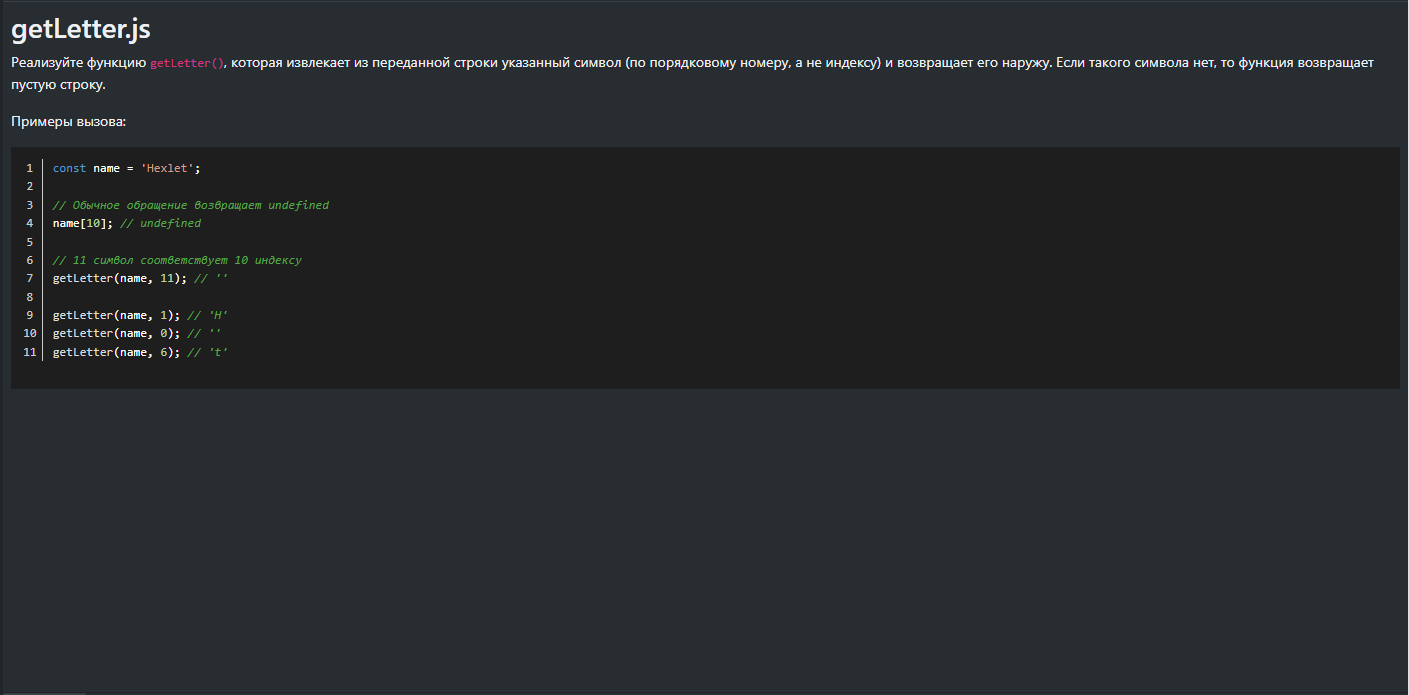 getLetter.js
Реализуйте функцию getLetter(), которая извлекает из переданной строки указанный символ (по порядковому номеру, а не индексу) и возвращает его наружу. Если такого символа нет, то функция возвращает
пустую строку.
Примеры вызова:
1 const name = 'Hexlet';
2
3 // Обычное обращение возвращает undefined
4 name[10]; // undefined
5
6 // 11 символ соответствует 10 индексу
7 getLetter(name, 11); // ''
8
9 getLetter(name, 1); // 'H'
10 getLetter(name, 0); // ''
11 getLetter(name, 6); // 't'